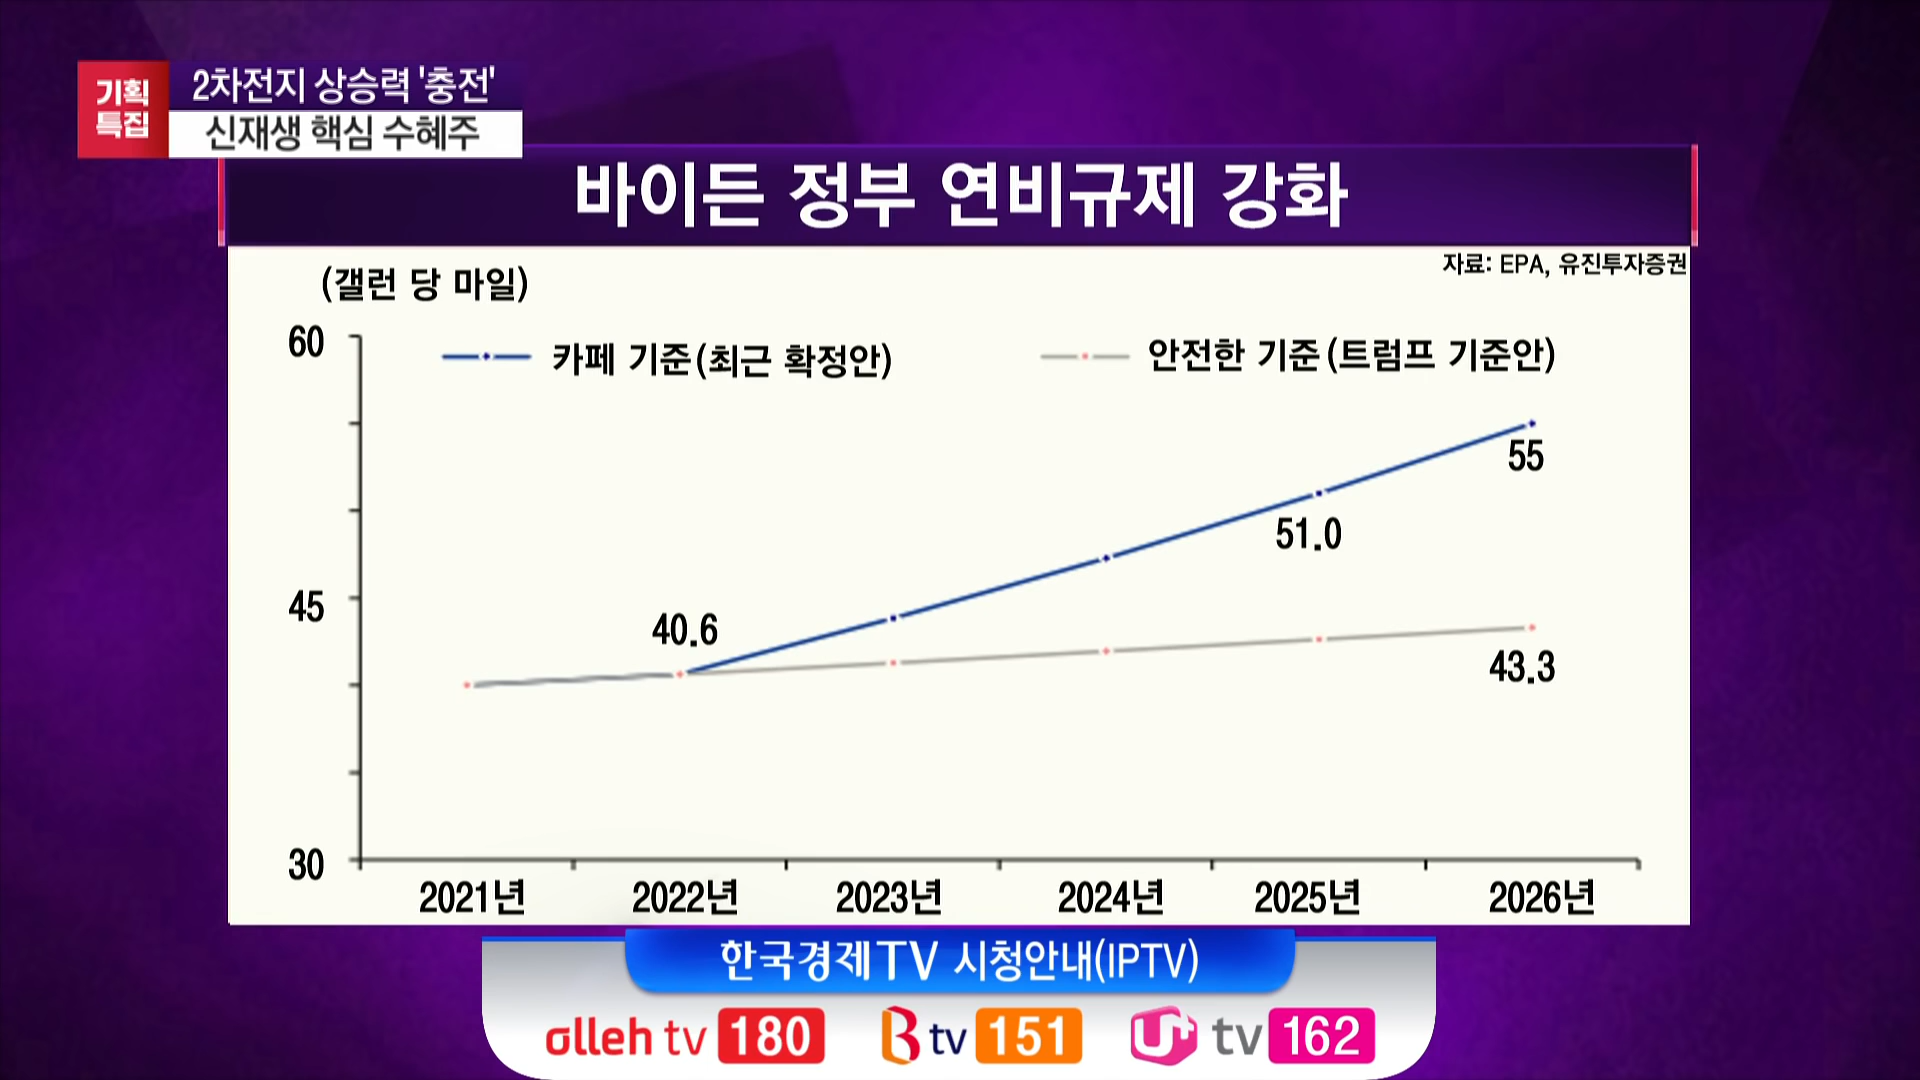 기획
특집
2차전지 상승력 '충전'
신재생 핵심 수혜주
바이든 정부 연비규제 강화
자료: EPA, 유진투자증권
(갤런 당 마일)
60
카페 기준(최근 확정안)
안전한 기준(트럼프 기준안)
55
51.0
45
40.6
43.3
30
2021년
2022년
2023년
2024년
2025년
2026년
한국경제TV 시청안내(IPTV)
olleh tv 180
B tv 151
U+ tv 162